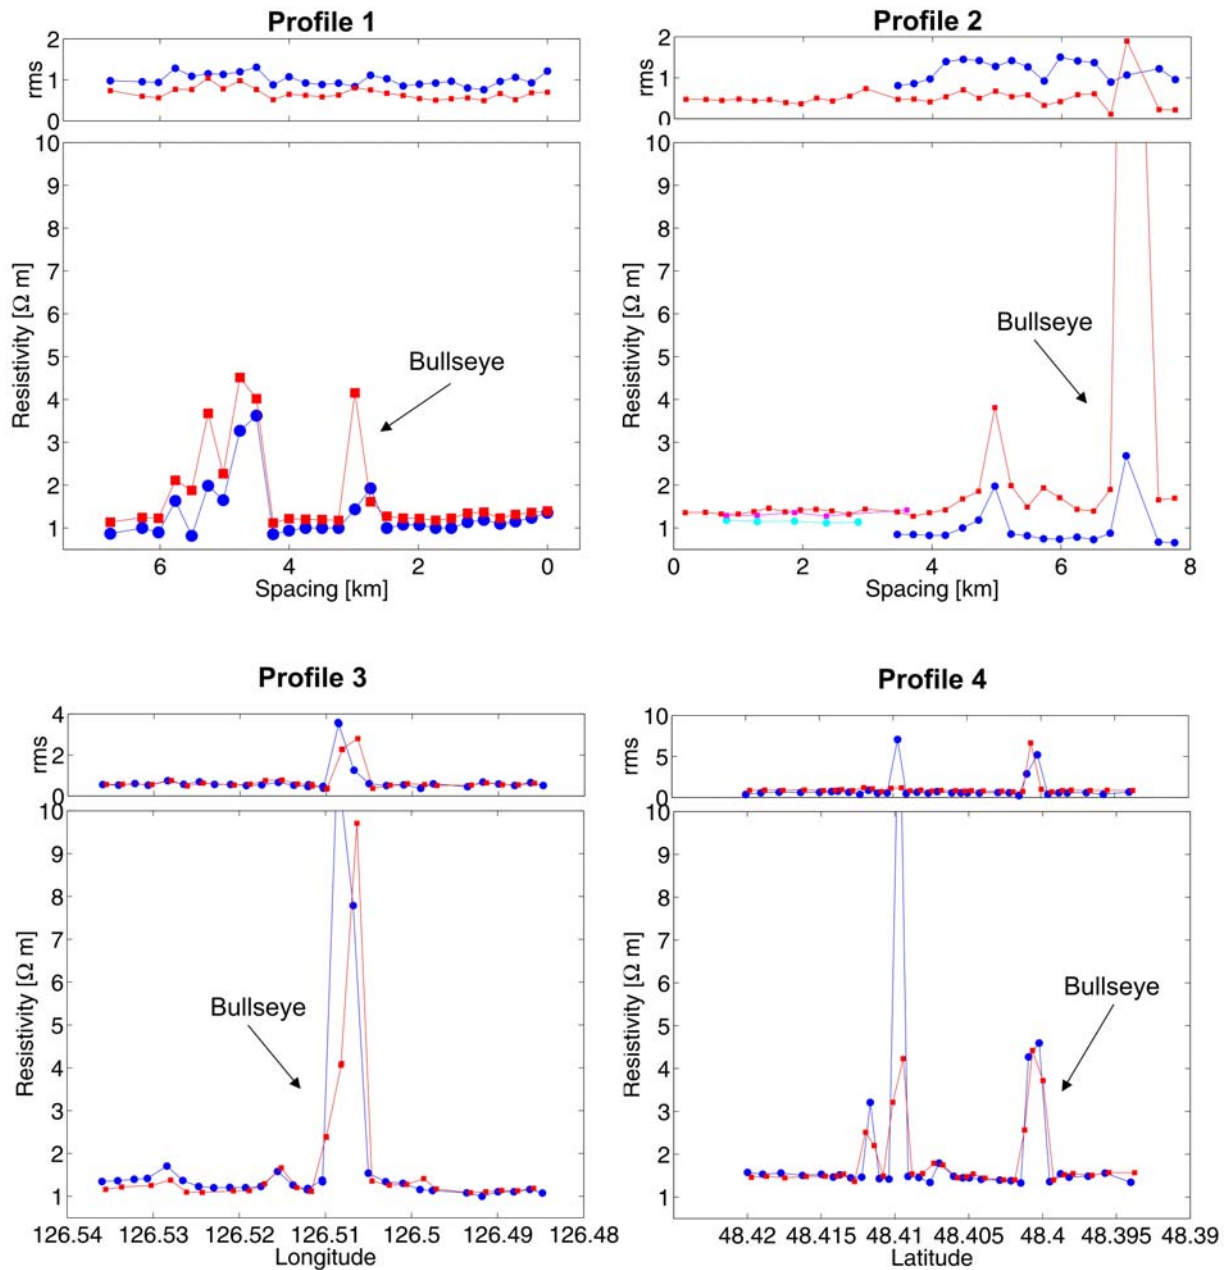 Profile 1
2
1
0
rms
10
9
8
7
6
5
4
3
2
1
Resistivity [Ω m]
Bullseye
6 4 2 0
Spacing [km]
Profile 2
2
1
0
rms
10
9
8
7
6
5
4
3
2
1
Resistivity [Ω m]
Bullseye
0 2 4 6 8
Spacing [km]
Profile 3
4
2
0
rms
10
9
8
7
6
5
4
3
2
1
Resistivity [Ω m]
Bullseye
126.54 126.53 126.52 126.51 126.5 126.49 126.48
Longitude
Profile 4
10
5
0
rms
10
9
8
7
6
5
4
3
2
1
Resistivity [Ω m]
Bullseye
48.42 48.415 48.41 48.405 48.4 48.395 48.39
Latitude